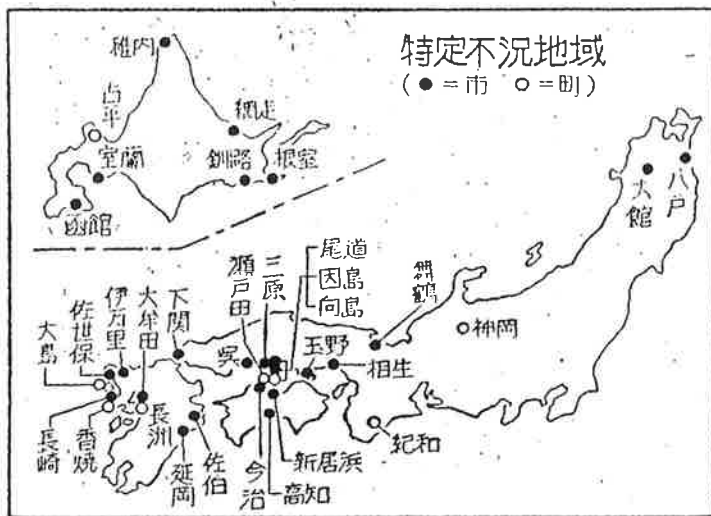 特定不況地域
(●=市 ○=町)
稚内
古平
網走
室蘭
釧路
根室
函館
八戸
大館
尾道
因島
向島
三原
瀬戸田
舞鶴
神岡
下関
大牟田
伊万里
佐世保
大島
呉
玉野
相生
長崎
香焼
長洲
延岡
佐伯
今治
高知
新居浜
紀和